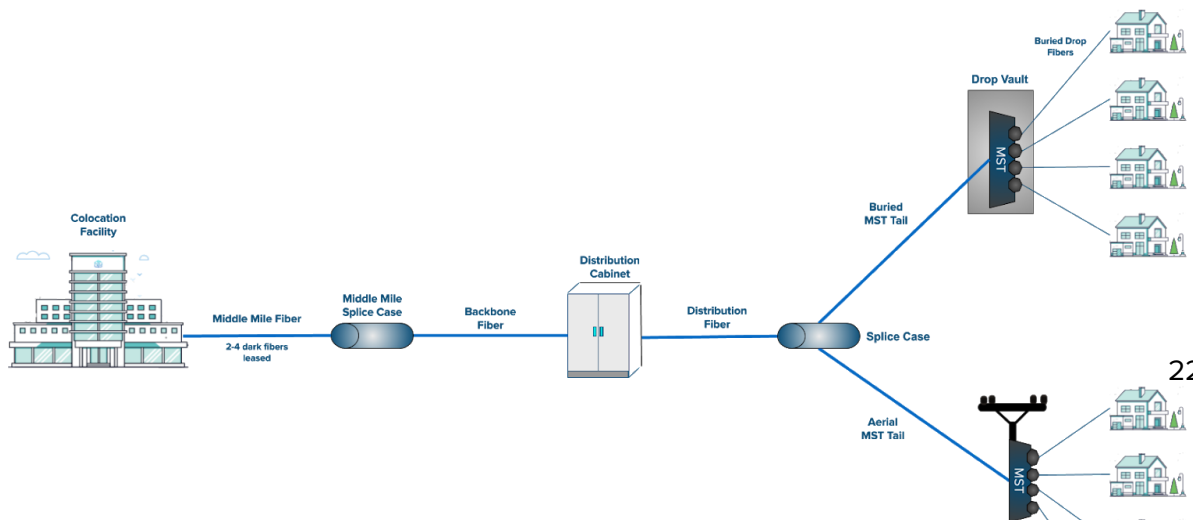 Buried Drop
Fibers
Drop Vault
MST
Buried
MST Tail
Colocation
Facility
Distribution
Cabinet
Middle Mile
Splice Case
Middle Mile Fiber
2-4 dark fibers
leased
Backbone
Fiber
Distribution
Fiber
Splice Case
22
Aerial
MST Tail
MST